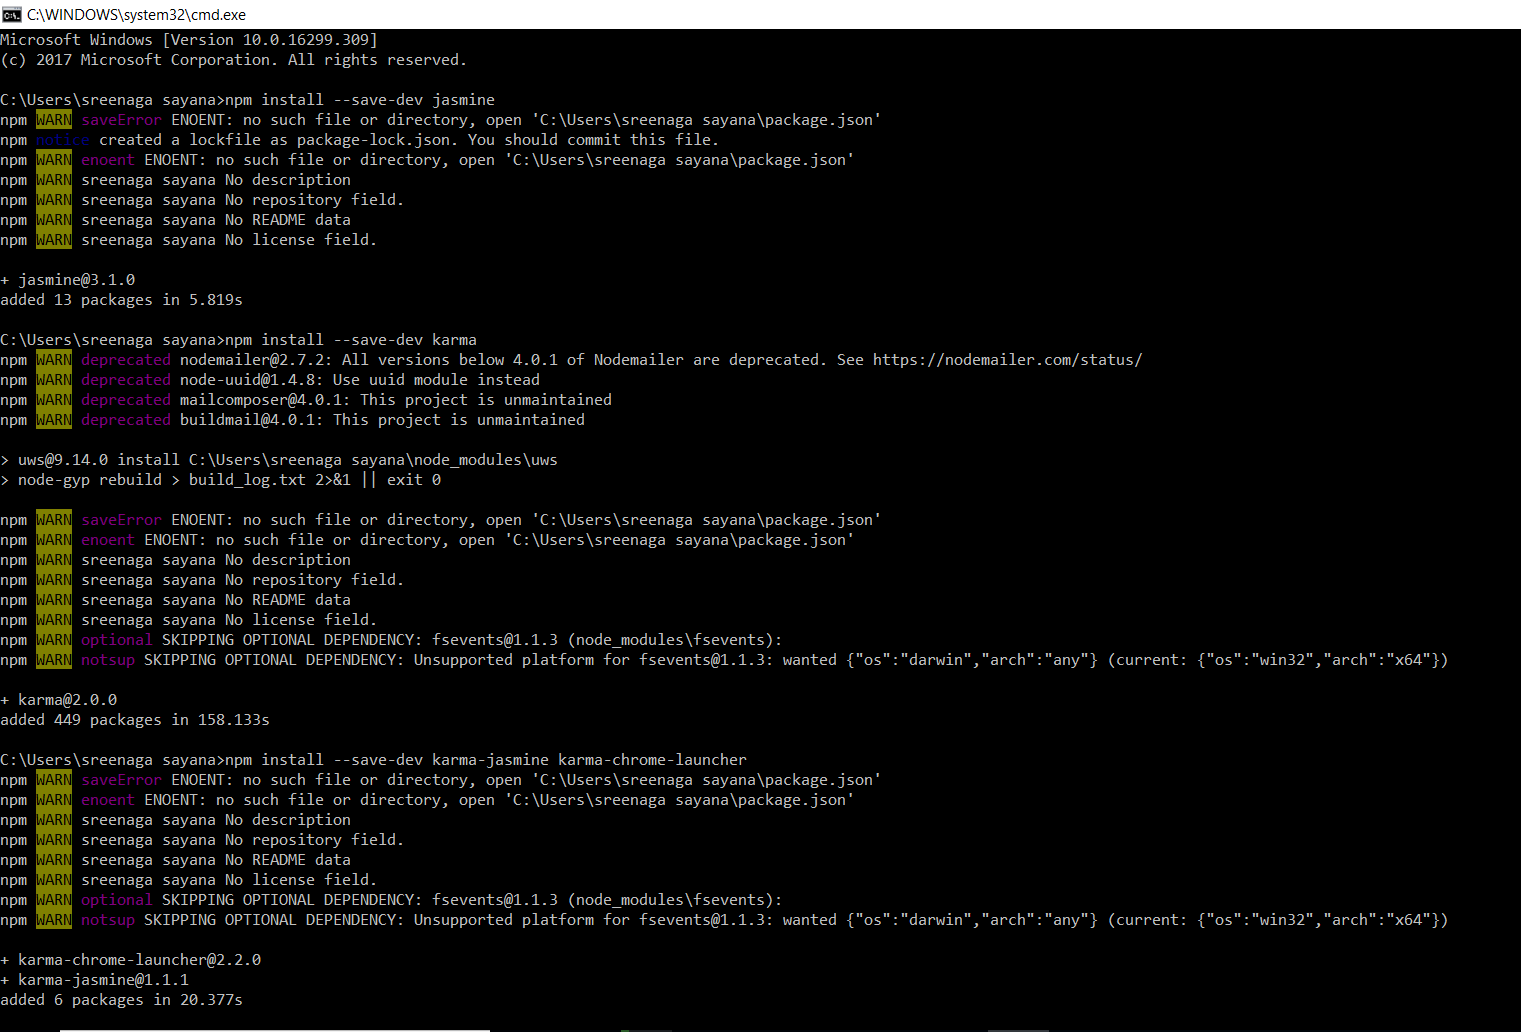 C:\WINDOWS\system32\cmd.exe
Microsoft Windows [Version 10.0.16299.309]
(c) 2017 Microsoft Corporation. All rights reserved.
C:\Users\sreenaga sayana>npm install --save-dev jasmine
npm WARN saveError ENOENT: no such file or directory, open 'C:\Users\sreenaga sayana\package.json'
npm notice created a lockfile as package-lock.json. You should commit this file.
npm WARN enoent ENOENT: no such file or directory, open 'C:\Users\sreenaga sayana\package.json'
npm WARN sreenaga sayana No description
npm WARN sreenaga sayana No repository field.
npm WARN sreenaga sayana No README data
npm WARN sreenaga sayana No license field.
+ jasmine@3.1.0
added 13 packages in 5.819s
C:\Users\sreenaga sayana>npm install --save-dev karma
npm WARN deprecated nodemailer@2.7.2: All versions below 4.0.1 of Nodemailer are deprecated. See https://nodemailer.com/status/
npm WARN deprecated node-uuid@1.4.8: Use uuid module instead
npm WARN deprecated mailcomposer@4.0.1: This project is unmaintained
npm WARN deprecated buildmail@4.0.1: This project is unmaintained
> uws@9.14.0 install C:\Users\sreenaga sayana\node_modules\uws
> node-gyp rebuild > build_log.txt 2>&1 || exit 0
npm WARN saveError ENOENT: no such file or directory, open 'C:\Users\sreenaga sayana\package.json'
npm WARN enoent ENOENT: no such file or directory, open 'C:\Users\sreenaga sayana\package.json'
npm WARN sreenaga sayana No description
npm WARN sreenaga sayana No repository field.
npm WARN sreenaga sayana No README data
npm WARN sreenaga sayana No license field.
npm WARN optional SKIPPING OPTIONAL DEPENDENCY: fsevents@1.1.3 (node_modules\fsevents):
npm WARN notsup SKIPPING OPTIONAL DEPENDENCY: Unsupported platform for fsevents@1.1.3: wanted {"os":"darwin","arch":"any"} (current: {"os":"win32","arch":"x64"})
+ karma@2.0.0
added 449 packages in 158.133s
C:\Users\sreenaga sayana>npm install --save-dev karma-jasmine karma-chrome-launcher
npm WARN saveError ENOENT: no such file or directory, open 'C:\Users\sreenaga sayana\package.json'
npm WARN enoent ENOENT: no such file or directory, open 'C:\Users\sreenaga sayana\package.json'
npm WARN sreenaga sayana No description
npm WARN sreenaga sayana No repository field.
npm WARN sreenaga sayana No README data
npm WARN sreenaga sayana No license field.
npm WARN optional SKIPPING OPTIONAL DEPENDENCY: fsevents@1.1.3 (node_modules\fsevents):
npm WARN notsup SKIPPING OPTIONAL DEPENDENCY: Unsupported platform for fsevents@1.1.3: wanted {"os":"darwin","arch":"any"} (current: {"os":"win32","arch":"x64"})
+ karma-chrome-launcher@2.2.0
+ karma-jasmine@1.1.1
added 6 packages in 20.377s